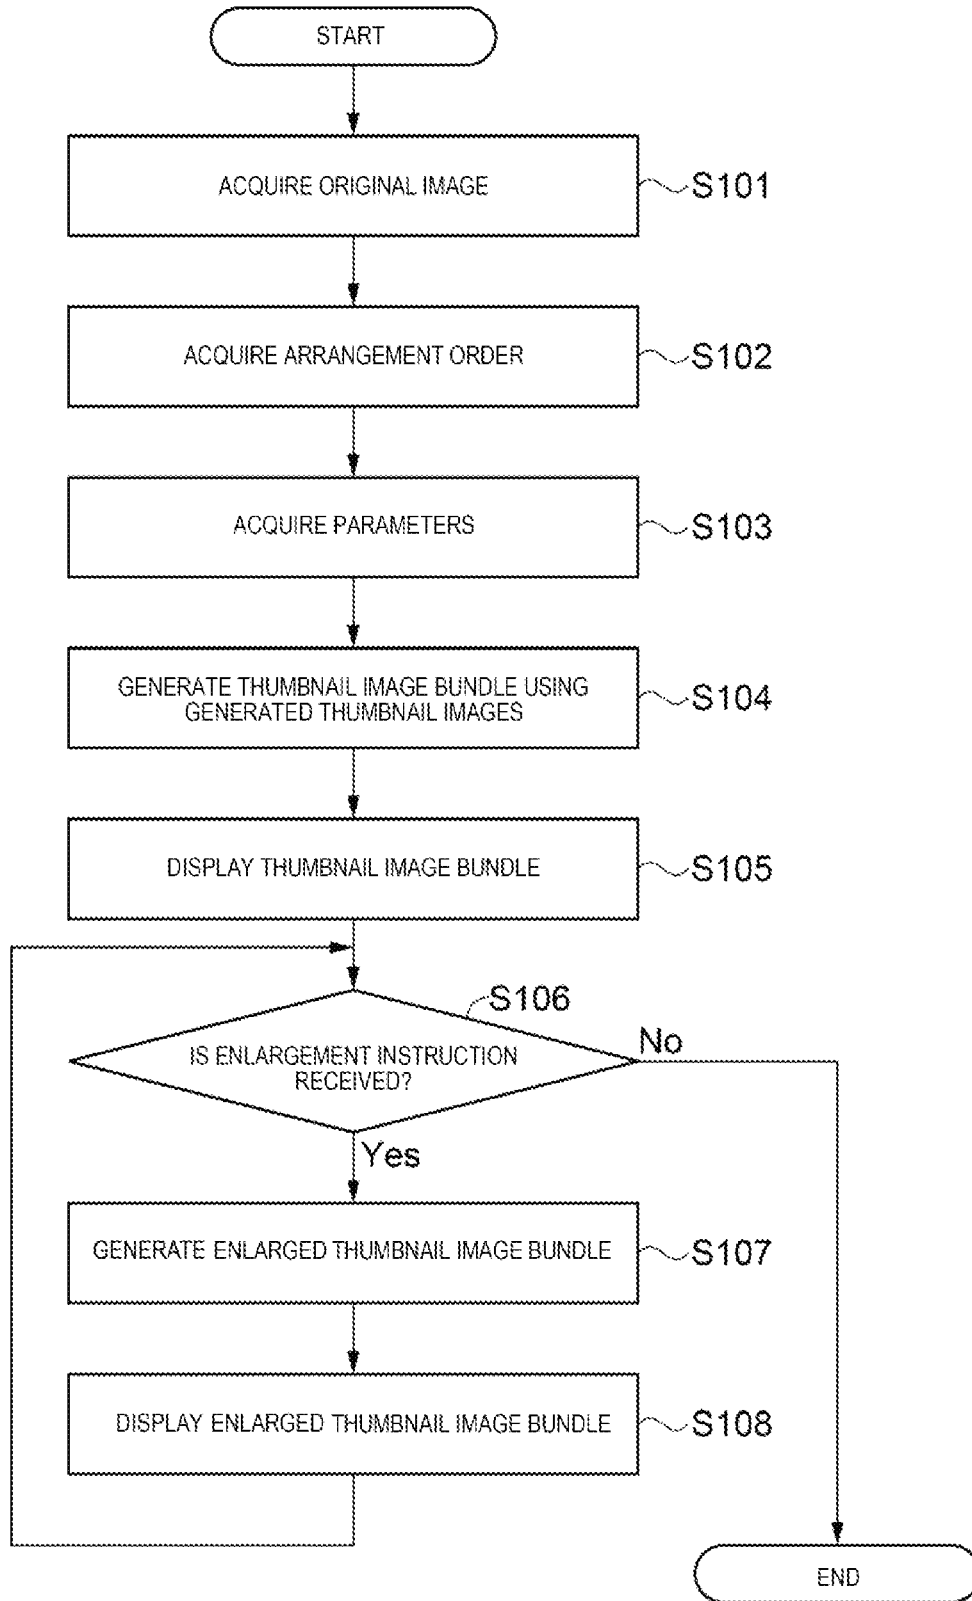 START
ACQUIRE ORIGINAL IMAGE
S101
ACQUIRE ARRANGEMENT ORDER
S102
ACQUIRE PARAMETERS
S103
GENERATE THUMBNAIL IMAGE BUNDLE USING
GENERATED THUMBNAIL IMAGES
S104
DISPLAY THUMBNAIL IMAGE BUNDLE
S105
S106
IS ENLARGEMENT INSTRUCTION
RECEIVED?
No
Yes
GENERATE ENLARGED THUMBNAIL IMAGE BUNDLE
S107
DISPLAY ENLARGED THUMBNAIL IMAGE BUNDLE
S108
END